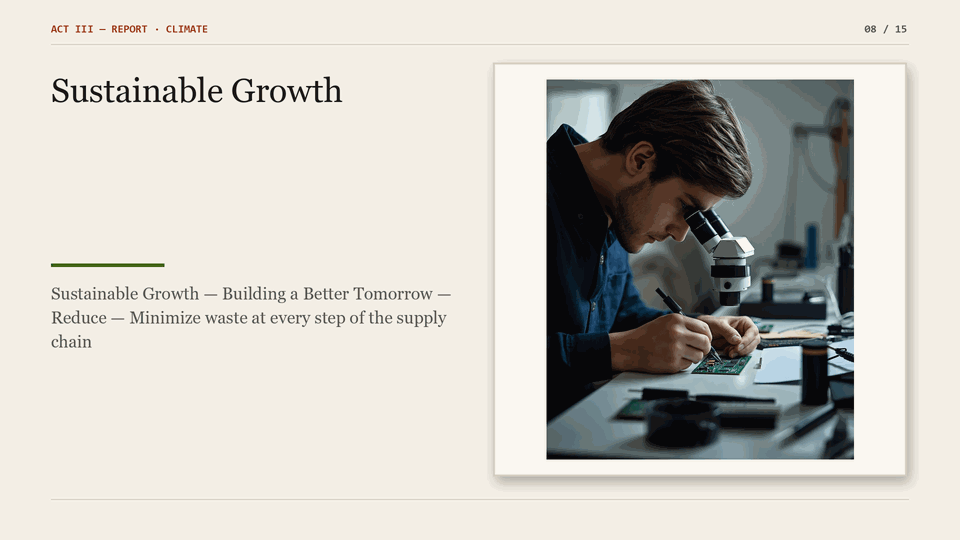 ACT III — REPORT · CLIMATE
08 / 15
Sustainable Growth
Sustainable Growth — Building a Better Tomorrow —
Reduce — Minimize waste at every step of the supply
chain